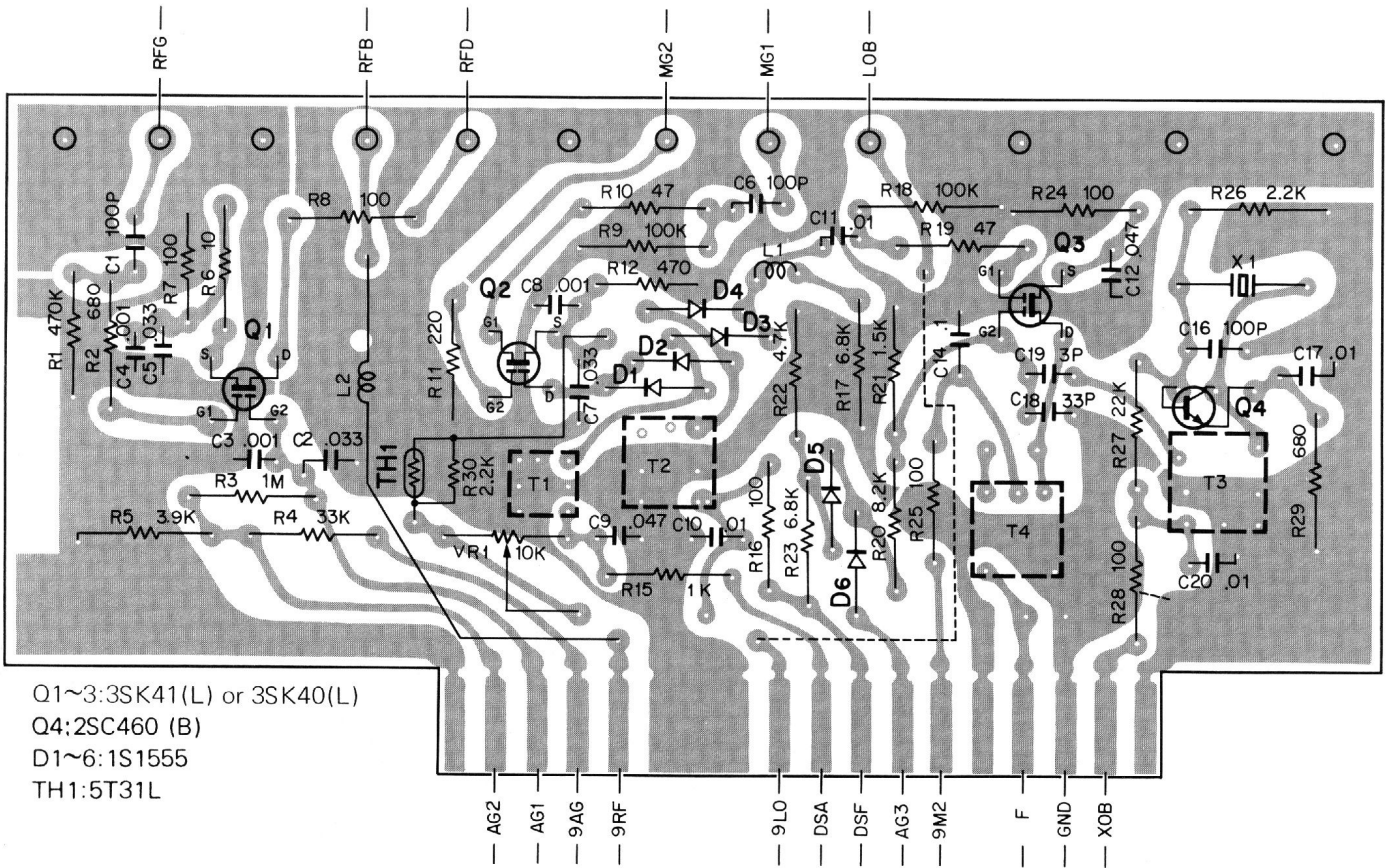 RFG
RFB
RFD
MG2
MG1
LOB
R8 100
R10 47
C6 100P
R18 100K
R24 100
R26 2.2K
C1 100P
R7 100
R6 10
R9 100K
C11 .01
R19 47
Q3
C12 .047
L1
R12 470
X1
R1 470K
R2 680
C4 .001
C5 .033
Q1
S
D
G1
G2
Q2
C8 .001
G1
S
G2
D
D4
D3
D2
D1
G1
S
G2
D
C16 100P
C17 .01
R11 220
C7 .033
L2
R22 4.7K
R17 6.8K
R21 1.5K
C14 .1
C19 3P
C18 33P
Q4
C3 .001
C2 .033
R3 1M
TH1
R30 2.2K
T1
T2
D5
R27 22K
T3
R29 680
R5 3.9K
R4 33K
VR1 10K
C9 .047
C10 .01
R16 100
R23 6.8K
R20 8.2K
R25 100
T4
R15 1K
D6
R28 100
C20 .01
Q1~3:3SK41(L) or 3SK40(L)
Q4;2SC460 (B)
D1~6:1S1555
TH1:5T31L
AG2
AG1
9AG
9RF
9LO
DSA
DSF
AG3
9M2
F
GND
XOB